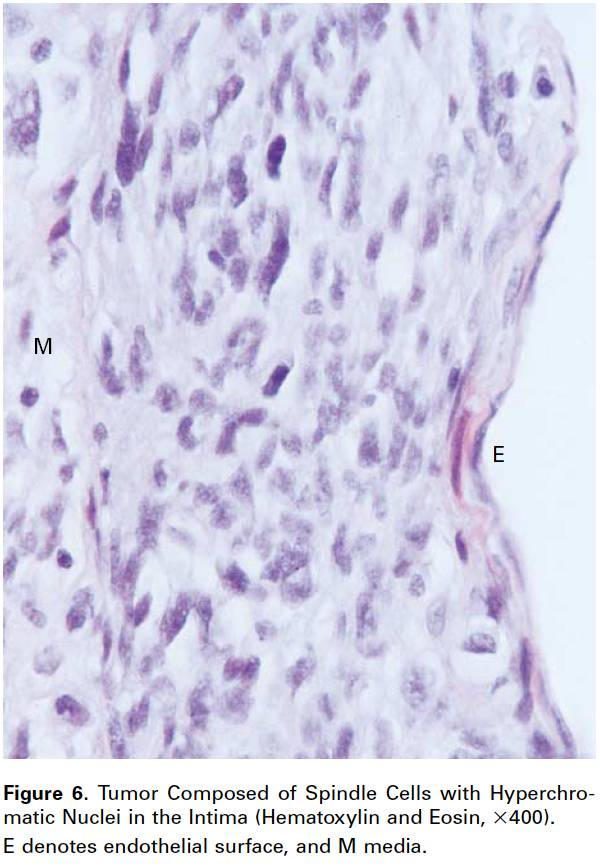 M
E
Figure 6. Tumor Composed of Spindle Cells with Hyperchro-
matic Nuclei in the Intima (Hematoxylin and Eosin, ×400).
E denotes endothelial surface, and M media.